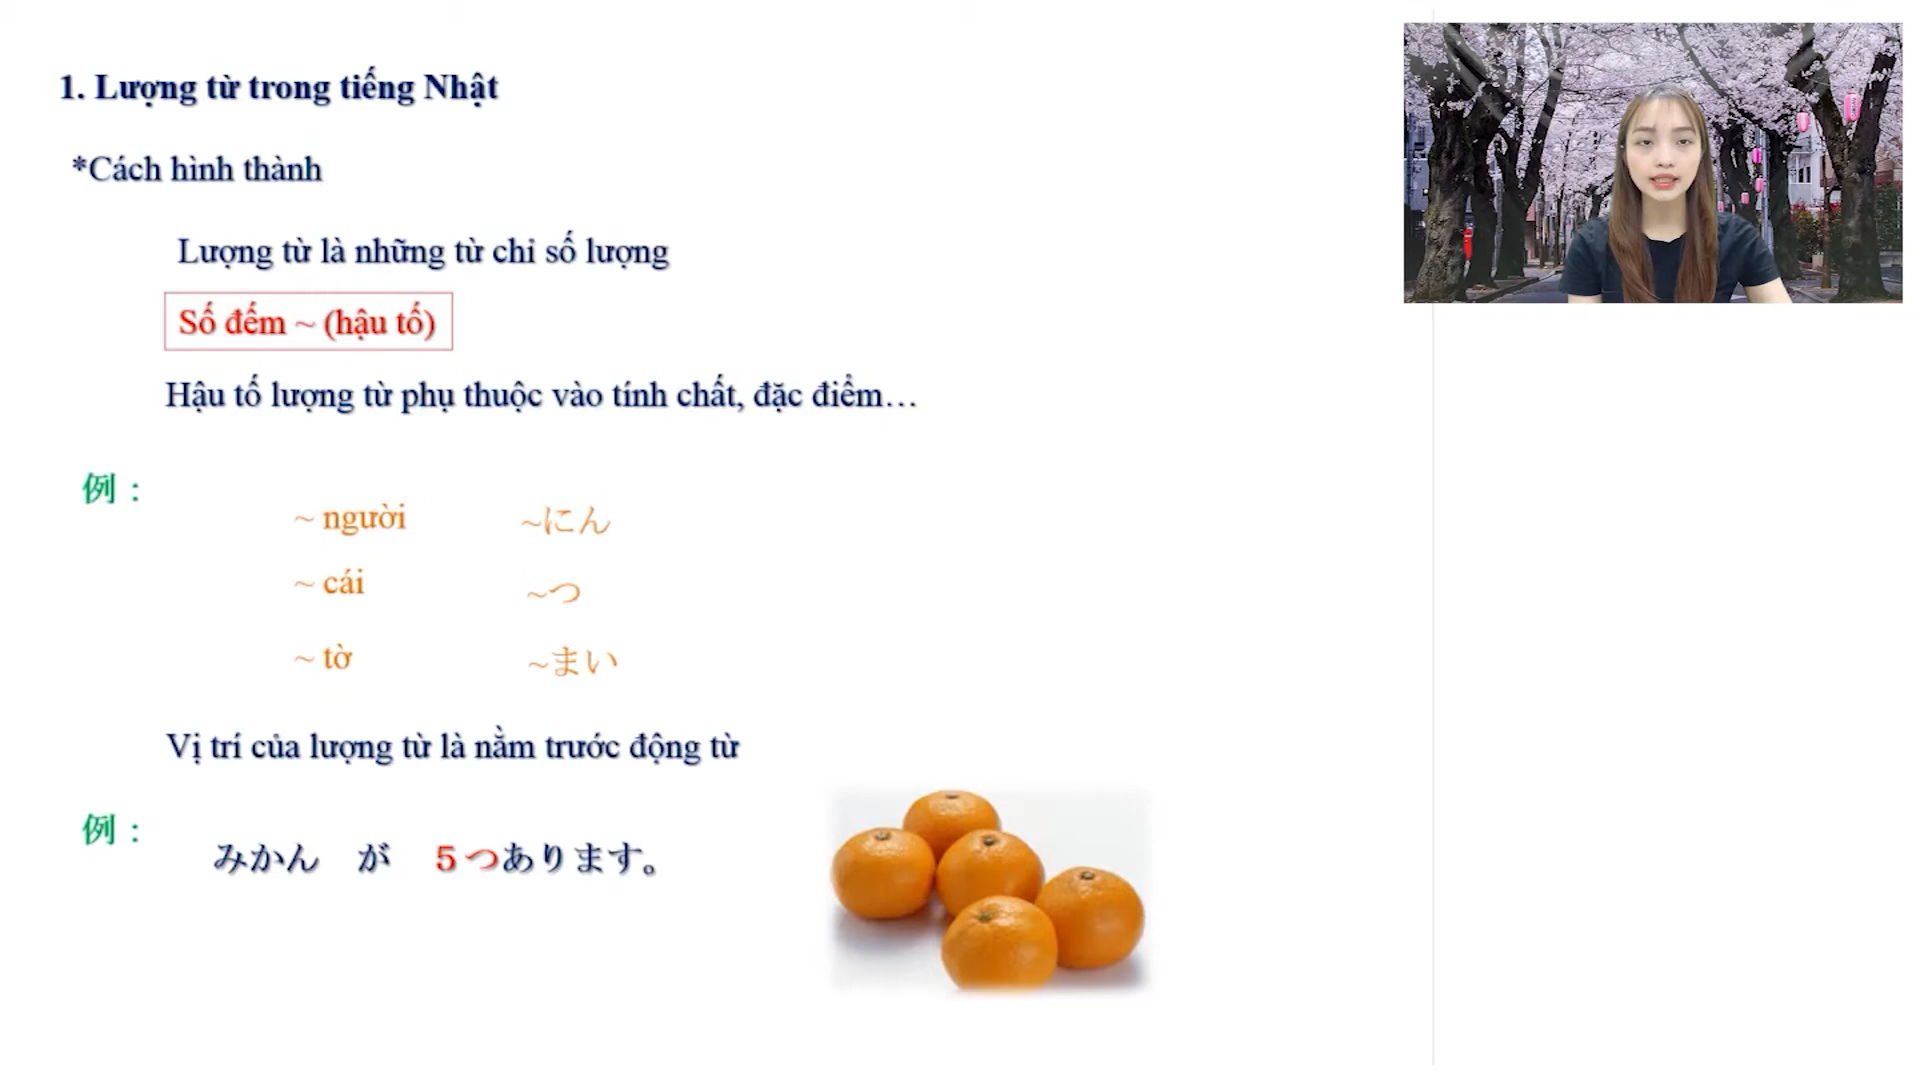 1. Lượng từ trong tiếng Nhật
*Cách hình thành
Lượng từ là những từ chỉ số lượng
Số đếm ~ (hậu tố)
Hậu tố lượng từ phụ thuộc vào tính chất, đặc điểm…
例：
~ người ~にん
~ cái ~つ
~ tờ ~まい
Vị trí của lượng từ là nằm trước động từ
例：
みかん　が　５つあります。